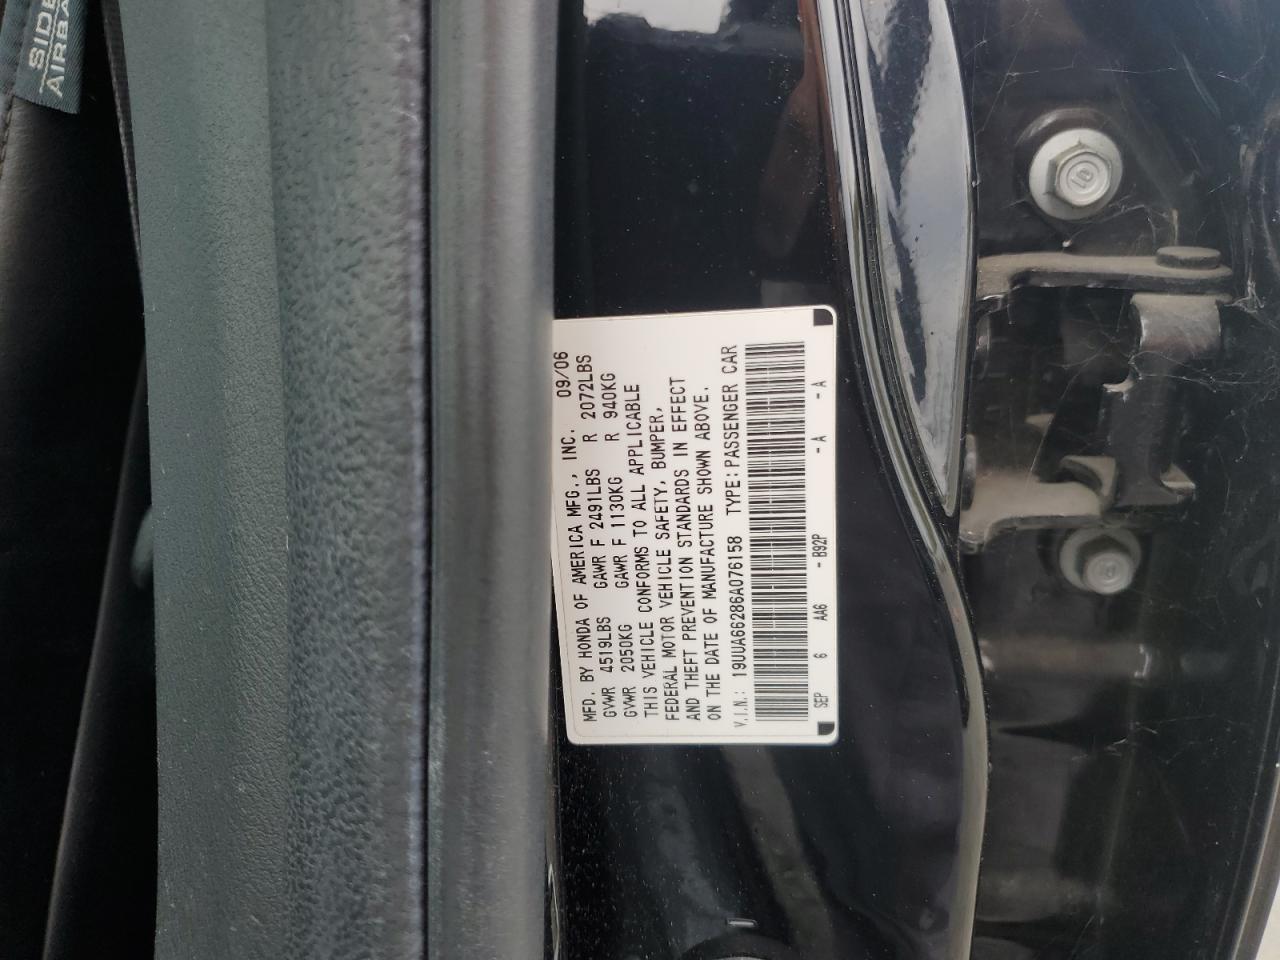 SIDE
AIRBA
MFD. BY HONDA OF AMERICA MFG., INC. 09/06
GVWR 4519LBS GAWR F 2491LBS R 2072LBS
GVWR 2050KG GAWR F 1130KG R 940KG
THIS VEHICLE CONFORMS TO ALL APPLICABLE
FEDERAL MOTOR VEHICLE SAFETY, BUMPER,
AND THEFT PREVENTION STANDARDS IN EFFECT
ON THE DATE OF MANUFACTURE SHOWN ABOVE.
V.I.N.: 19UUA66286A076158 TYPE:PASSENGER CAR
SEP 6 AA6 -B92P -A -A
10